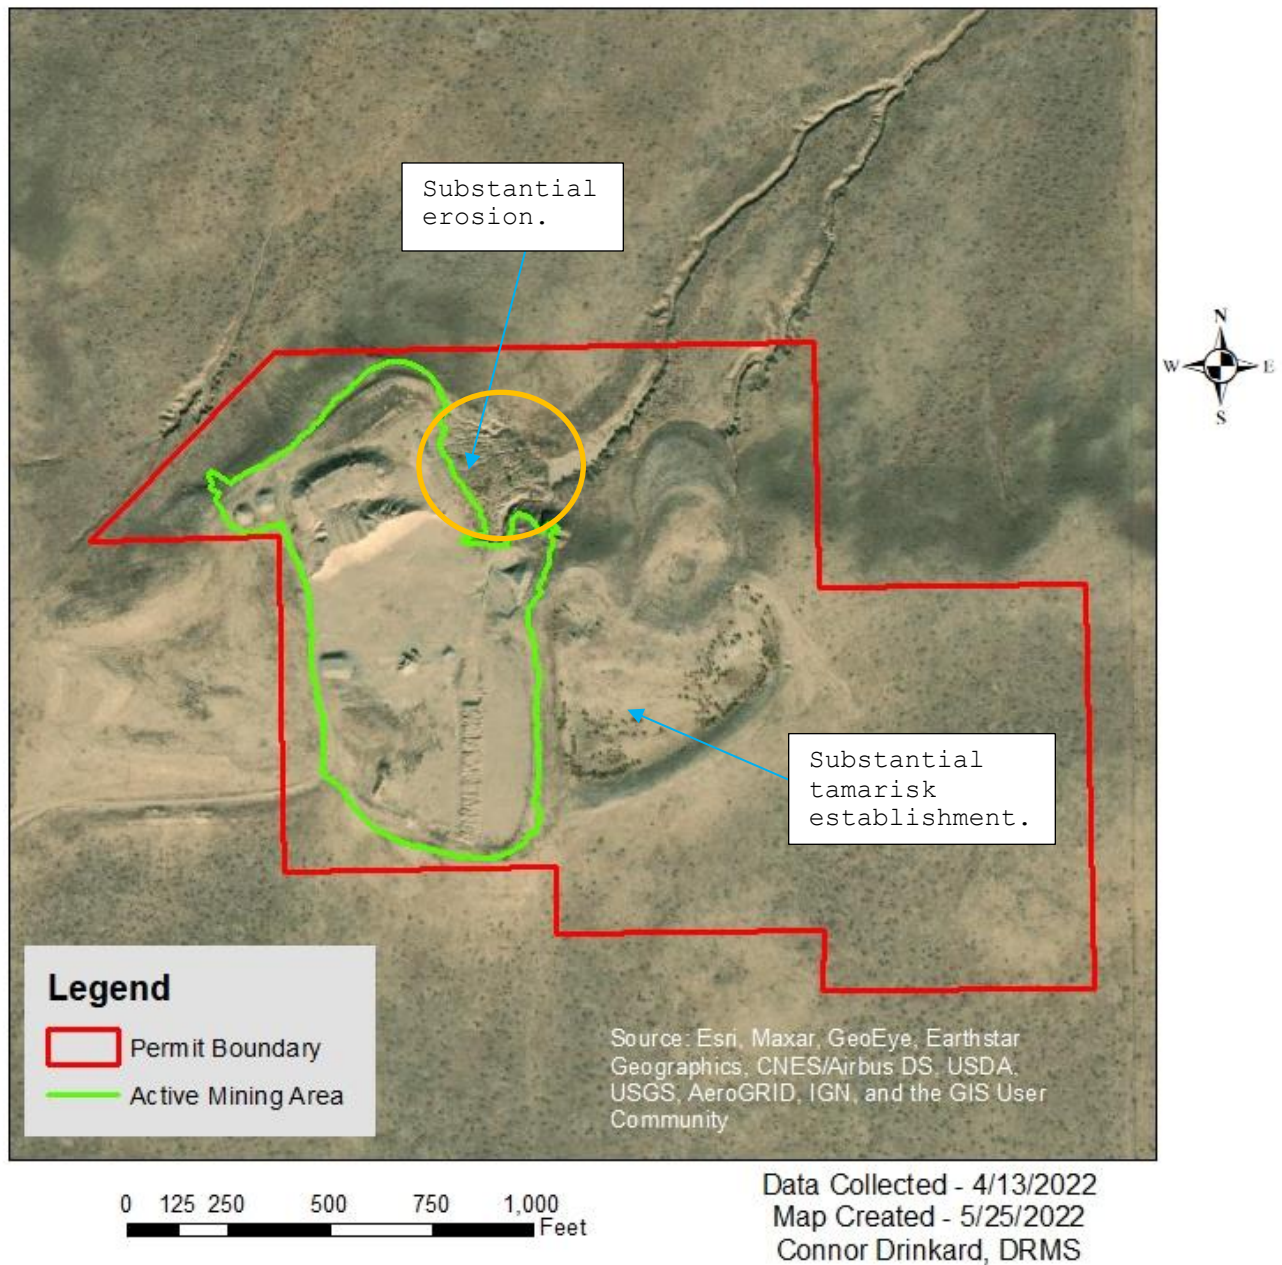 Substantial
erosion.
N
W
E
S
Substantial
tamarisk
establishment.
Legend
Permit Boundary
Active Mining Area
Source: Esri, Maxar, GeoEye, Earthstar
Geographics, CNES/Airbus DS, USDA,
USGS, AeroGRID, IGN, and the GIS User
Community
0 125 250 500 750 1,000
Feet
Data Collected - 4/13/2022
Map Created - 5/25/2022
Connor Drinkard, DRMS